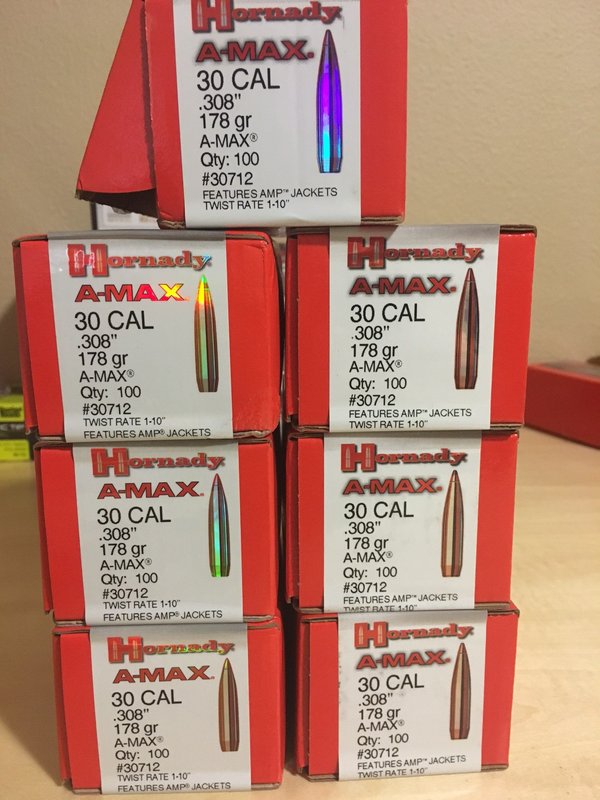 Hornady
A-MAX.
30 CAL
.308"
178 gr
A-MAX®
Qty: 100
#30712
FEATURES AMP™ JACKETS
TWIST RATE 1-10"
Hornady
A-MAX
30 CAL
.308"
178 gr
A-MAX®
Qty: 100
#30712
TWIST RATE 1-10"
FEATURES AMP® JACKETS
Hornady
A-MAX.
30 CAL
.308"
178 gr
A-MAX®
Qty: 100
#30712
FEATURES AMP™ JACKETS
TWIST RATE 1-10"
Hornady
A-MAX.
30 CAL
.308"
178 gr
A-MAX®
Qty: 100
#30712
TWIST RATE 1-10"
FEATURES AMP® JACKETS
Hornady
A-MAX.
30 CAL
.308"
178 gr
A-MAX®
Qty: 100
#30712
FEATURES AMP™ JACKETS
TWIST RATE 1-10"
Hornady
A-MAX.
30 CAL
.308"
178 gr
A-MAX®
Qty: 100
#30712
TWIST RATE 1-10"
FEATURES AMP® JACKETS
Hornady
A-MAX.
30 CAL
.308"
178 gr
A-MAX®
Qty: 100
#30712
FEATURES AMP™ JACKETS
TWIST RATE 1-10"